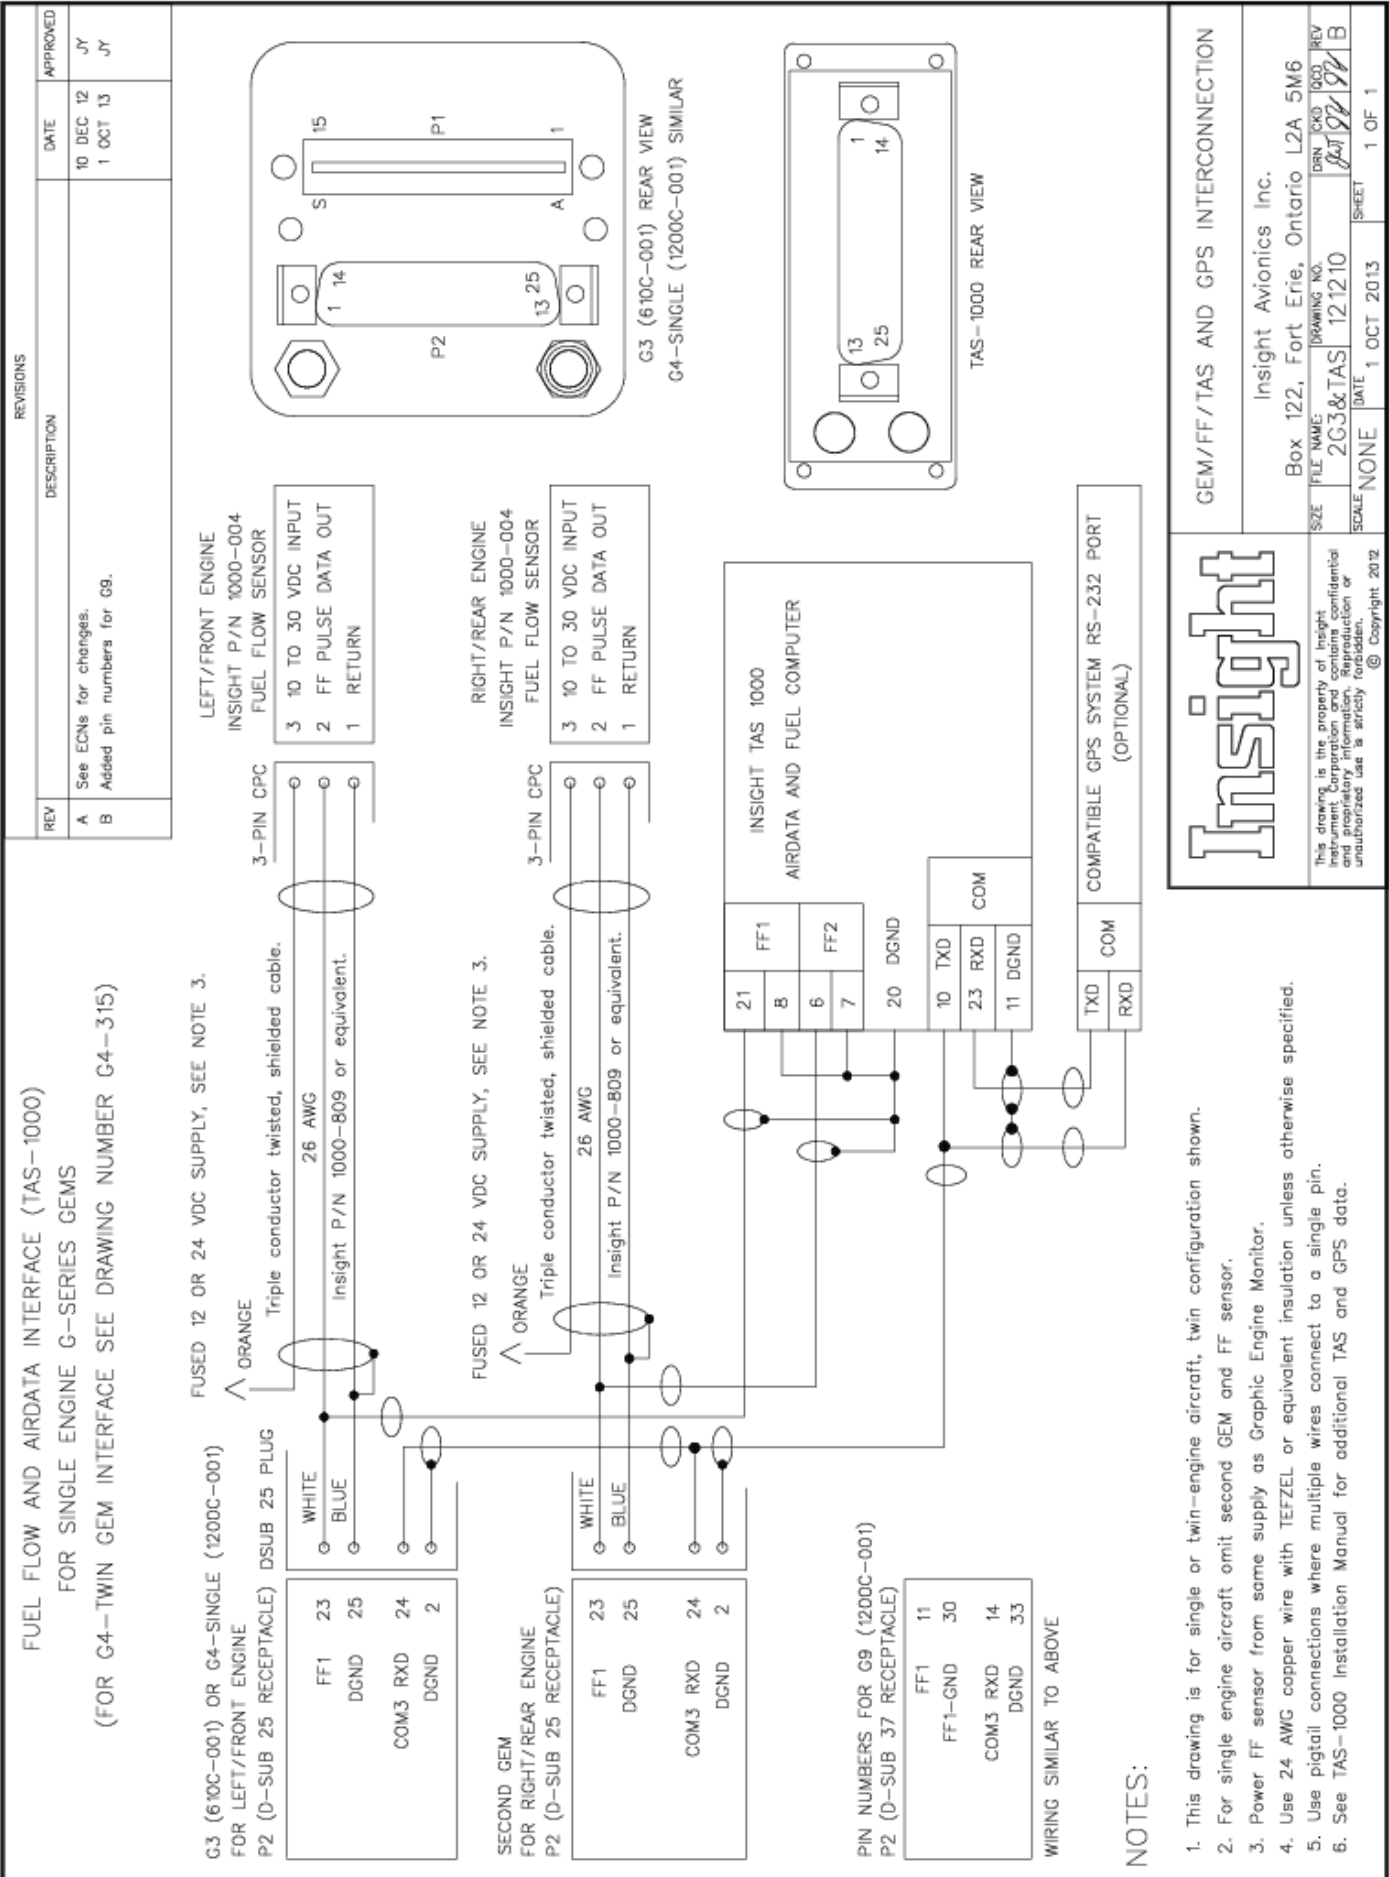 FUEL FLOW AND AIRDATA INTERFACE (TAS-1000)
FOR SINGLE ENGINE G-SERIES GEMS
(FOR G4-TWIN GEM INTERFACE SEE DRAWING NUMBER G4-315)
REVISIONS
REV DESCRIPTION DATE APPROVED
A See ECNs for changes. 10 DEC 12 JY
B Added pin numbers for G9. 1 OCT 13 JY
G3 (610C-001) OR G4-SINGLE (1200C-001)
FOR LEFT/FRONT ENGINE
P2 (D-SUB 25 RECEPTACLE)
DSUB 25 PLUG
FF1 23
DGND 25
COM3 RXD 24
DGND 2
WHITE
BLUE
FUSED 12 OR 24 VDC SUPPLY, SEE NOTE 3.
ORANGE
Triple conductor twisted, shielded cable.
26 AWG
Insight P/N 1000-809 or equivalent.
3-PIN CPC
LEFT/FRONT ENGINE
INSIGHT P/N 1000-004
FUEL FLOW SENSOR
3 10 TO 30 VDC INPUT
2 FF PULSE DATA OUT
1 RETURN
SECOND GEM
FOR RIGHT/REAR ENGINE
P2 (D-SUB 25 RECEPTACLE)
FF1 23
DGND 25
COM3 RXD 24
DGND 2
WHITE
BLUE
FUSED 12 OR 24 VDC SUPPLY, SEE NOTE 3.
ORANGE
Triple conductor twisted, shielded cable.
26 AWG
Insight P/N 1000-809 or equivalent.
3-PIN CPC
RIGHT/REAR ENGINE
INSIGHT P/N 1000-004
FUEL FLOW SENSOR
3 10 TO 30 VDC INPUT
2 FF PULSE DATA OUT
1 RETURN
S 15
P1
A 1
1 14
13 25
P2
G3 (610C-001) REAR VIEW
G4-SINGLE (1200C-001) SIMILAR
13
25
1
14
TAS-1000 REAR VIEW
INSIGHT TAS 1000
AIRDATA AND FUEL COMPUTER
21
8
FF1
6
7
FF2
20 DGND
10 TXD
23 RXD
11 DGND
COM
TXD
RXD
COM
COMPATIBLE GPS SYSTEM RS-232 PORT
(OPTIONAL)
PIN NUMBERS FOR G9 (1200C-001)
P2 (D-SUB 37 RECEPTACLE)
FF1 11
FF1-GND 30
COM3 RXD 14
DGND 33
WIRING SIMILAR TO ABOVE
NOTES:
1. This drawing is for single or twin-engine aircraft, twin configuration shown.
2. For single engine aircraft omit second GEM and FF sensor.
3. Power FF sensor from same supply as Graphic Engine Monitor.
4. Use 24 AWG copper wire with TEFZEL or equivalent insulation unless otherwise specified.
5. Use pigtail connections where multiple wires connect to a single pin.
6. See TAS-1000 Installation Manual for additional TAS and GPS data.
Insight
This drawing is the property of Insight
Instrument Corporation and contains confidential
and proprietary information. Reproduction or
unauthorized use is strictly forbidden.
© Copyright 2012
GEM/FF/TAS AND GPS INTERCONNECTION
Insight Avionics Inc.
Box 122, Fort Erie, Ontario L2A 5M6
SIZE
FILE NAME: 2G3&TAS
DRAWING NO. 121210
DRN
CKD
QCD
REV B
SCALE NONE
DATE 1 OCT 2013
SHEET 1 OF 1